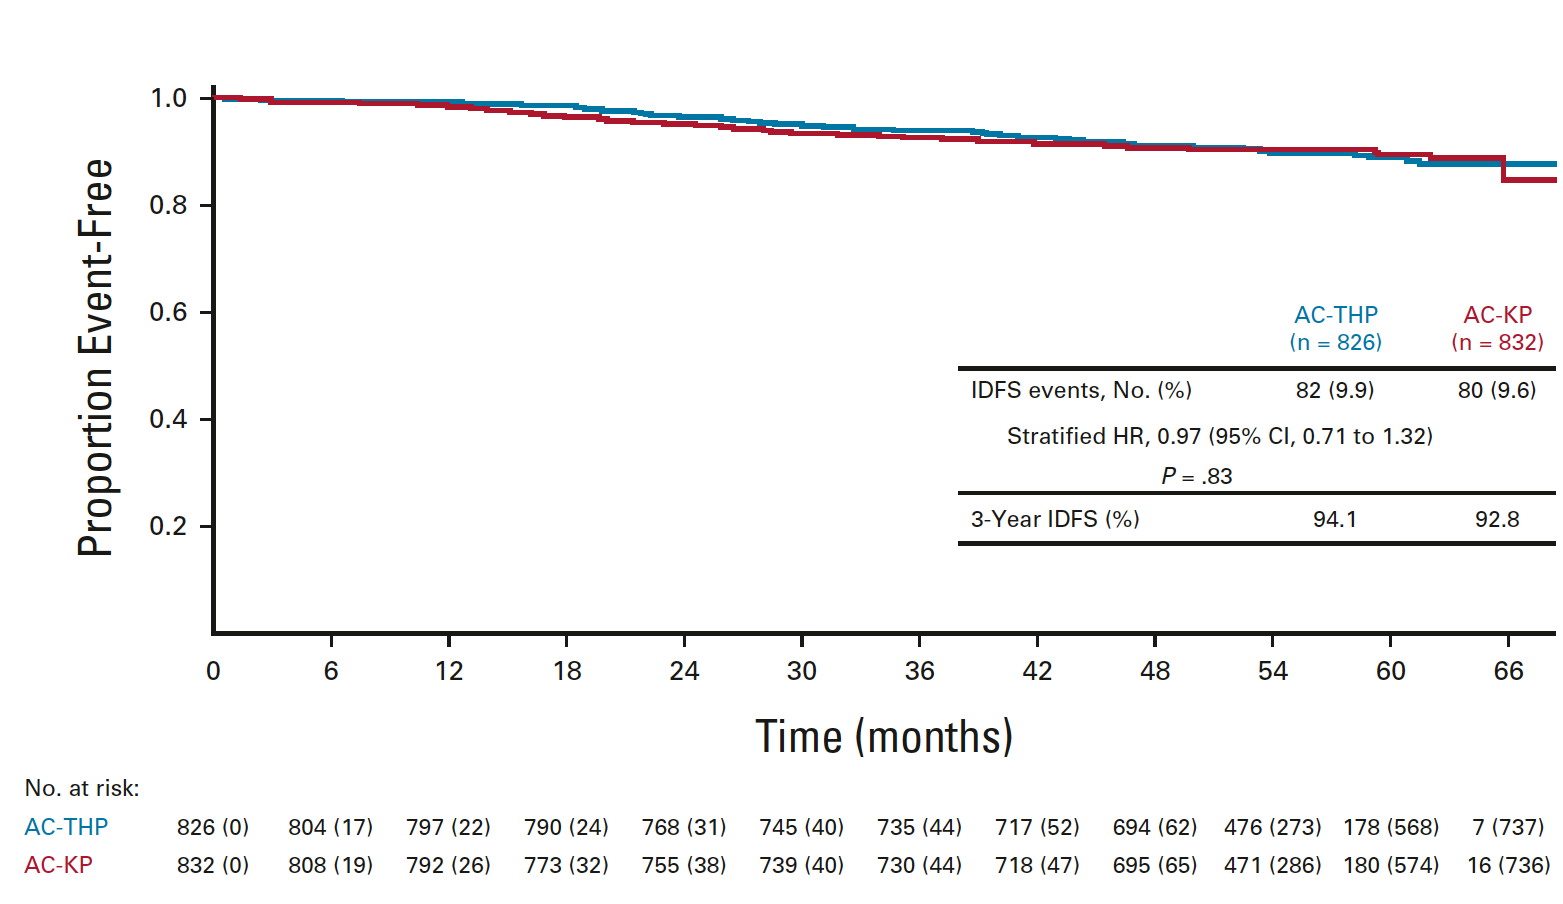 Proportion Event-Free
1.0
0.8
0.6
0.4
0.2
AC-THP AC-KP
(n = 826) (n = 832)
IDFS events, No. (%) 82 (9.9) 80 (9.6)
Stratified HR, 0.97 (95% CI, 0.71 to 1.32)
P = .83
3-Year IDFS (%) 94.1 92.8
0 6 12 18 24 30 36 42 48 54 60 66
Time (months)
No. at risk:
AC-THP 826 (0) 804 (17) 797 (22) 790 (24) 768 (31) 745 (40) 735 (44) 717 (52) 694 (62) 476 (273) 178 (568) 7 (737)
AC-KP 832 (0) 808 (19) 792 (26) 773 (32) 755 (38) 739 (40) 730 (44) 718 (47) 695 (65) 471 (286) 180 (574) 16 (736)